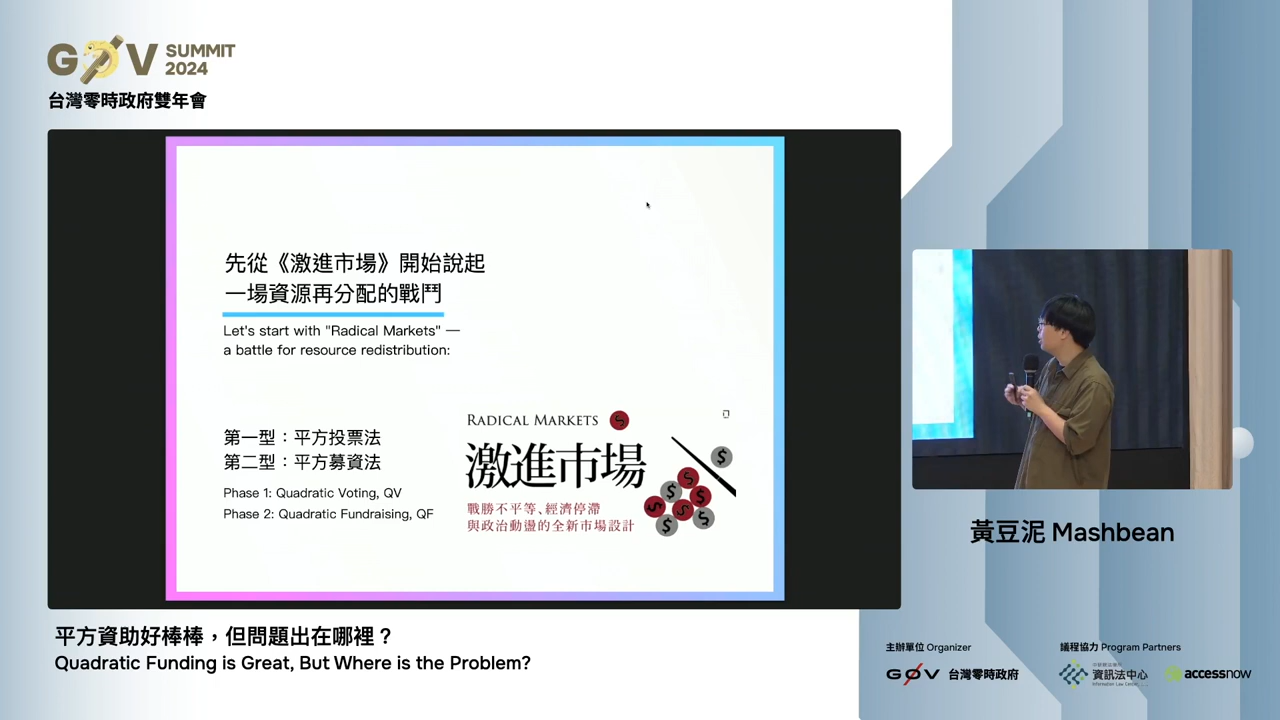 G0V SUMMIT 2024
台灣零時政府雙年會
先從《激進市場》開始說起
一場資源再分配的戰鬥
Let's start with "Radical Markets" —
a battle for resource redistribution:
第一型：平方投票法
第二型：平方募資法
Phase 1: Quadratic Voting, QV
Phase 2: Quadratic Fundraising, QF
RADICAL MARKETS
激進市場
戰勝不平等、經濟停滯
與政治動盪的全新市場設計
黃豆泥 Mashbean
平方資助好棒棒，但問題出在哪裡？
Quadratic Funding is Great, But Where is the Problem?
主辦單位 Organizer
G0V 台灣零時政府
議程協力 Program Partners
資訊法中心
Information Law Center
accessnow